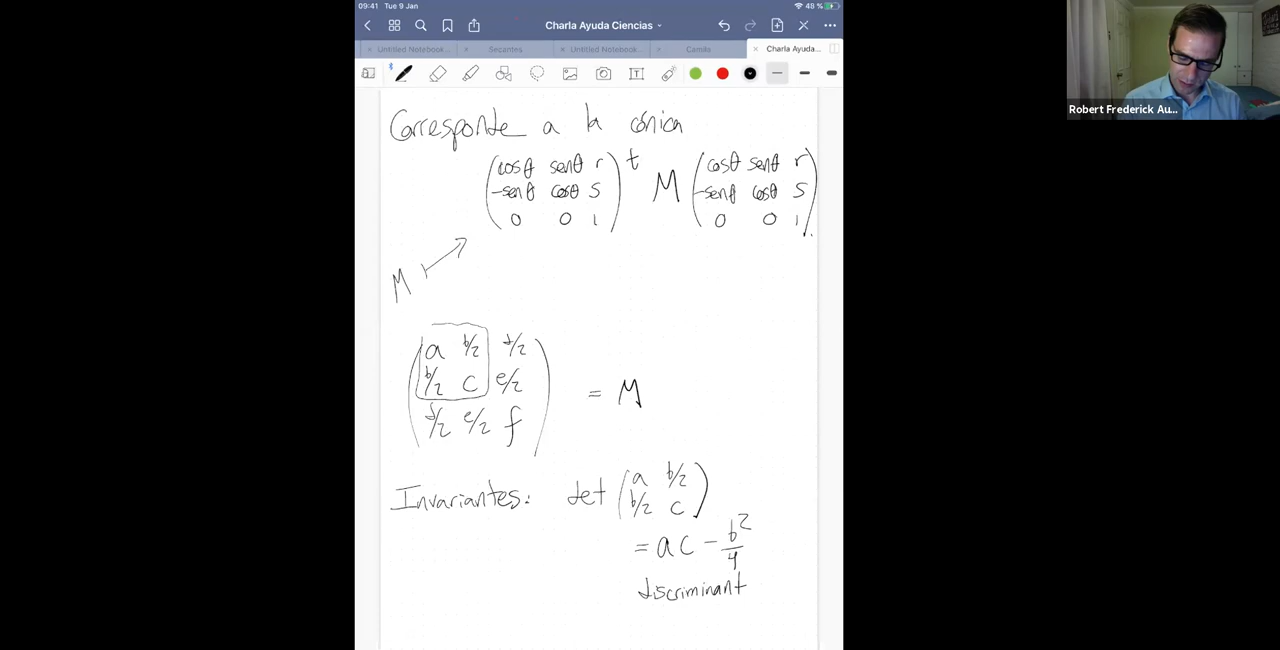 09:41 Tue 9 Jan
48 %
Charla Ayuda Ciencias
Untitled Notebook...
Secantes
Untitled Notebook...
Camilo
Charla Ayuda...
Robert Frederick Au...
Corresponde a la cónica
(cosθ senθ r)t M (cosθ senθ r)
(-senθ cosθ s) (-senθ cosθ s)
(0 0 1) (0 0 1).
M ↦
(a b/2 d/2)
(b/2 c e/2) = M
(d/2 e/2 f)
Invariantes: det (a b/2)
(b/2 c)
= ac - b²/4
discriminant